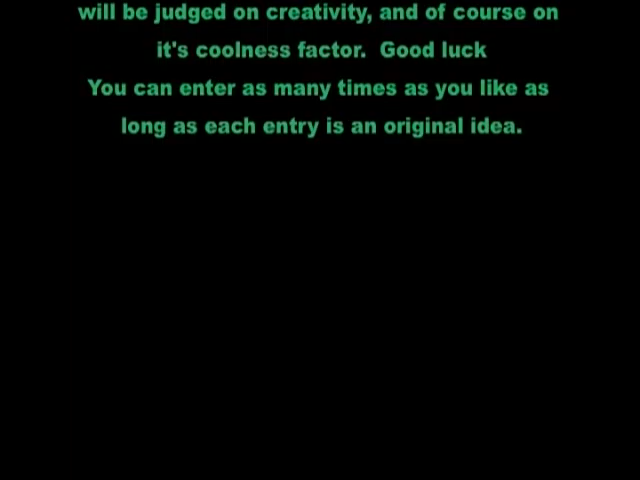 will be judged on creativity, and of course on
it's coolness factor.  Good luck
You can enter as many times as you like as
long as each entry is an original idea.